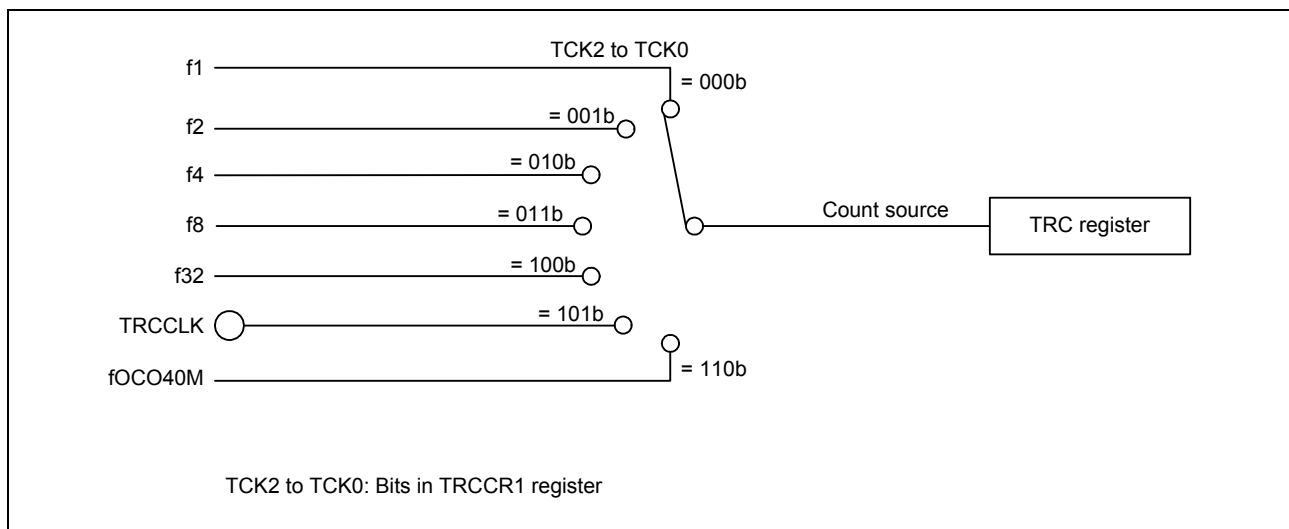 TCK2 to TCK0
f1
= 000b
f2
= 001b
f4
= 010b
f8
= 011b
Count source
TRC register
f32
= 100b
TRCCLK
= 101b
fOCO40M
= 110b
TCK2 to TCK0: Bits in TRCCR1 register